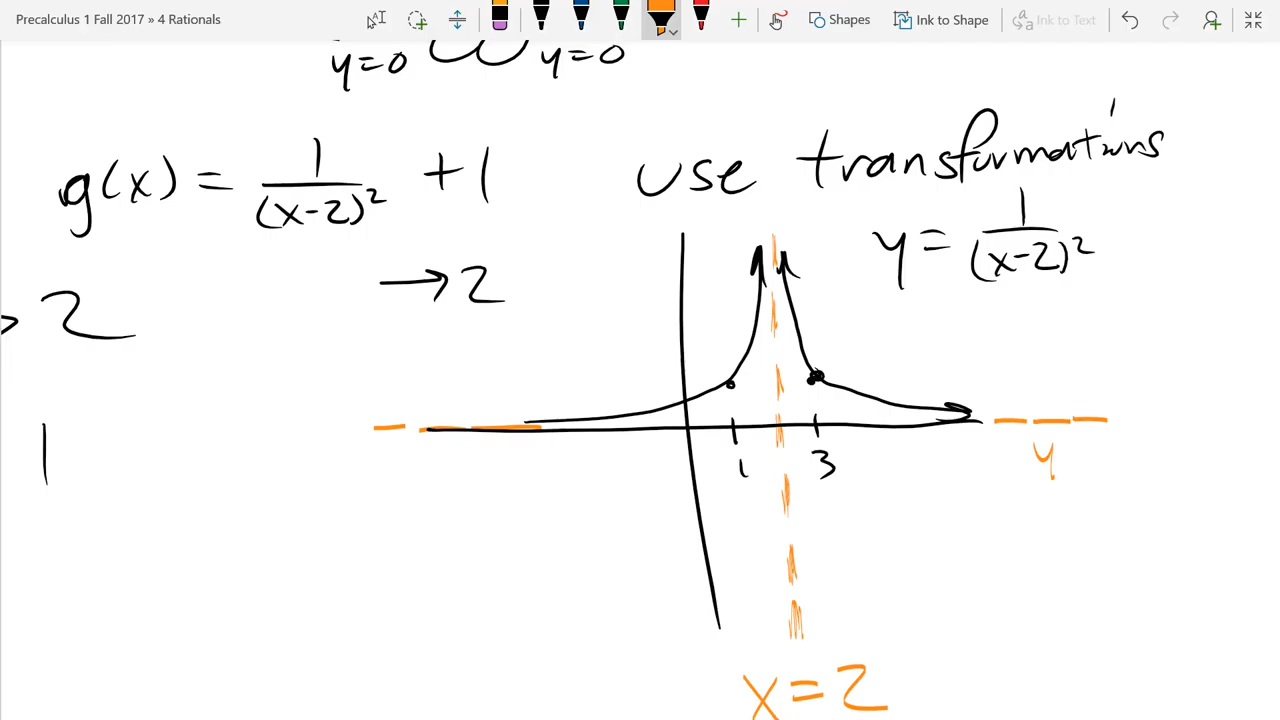 Precalculus 1 Fall 2017 » 4 Rationals
Shapes
Ink to Shape
Ink to Text
y=0
y=0
g(x) = 1/(x-2)² + 1
use transformations
y = 1/(x-2)²
→2
→ 2
1
1
3
y
x=2